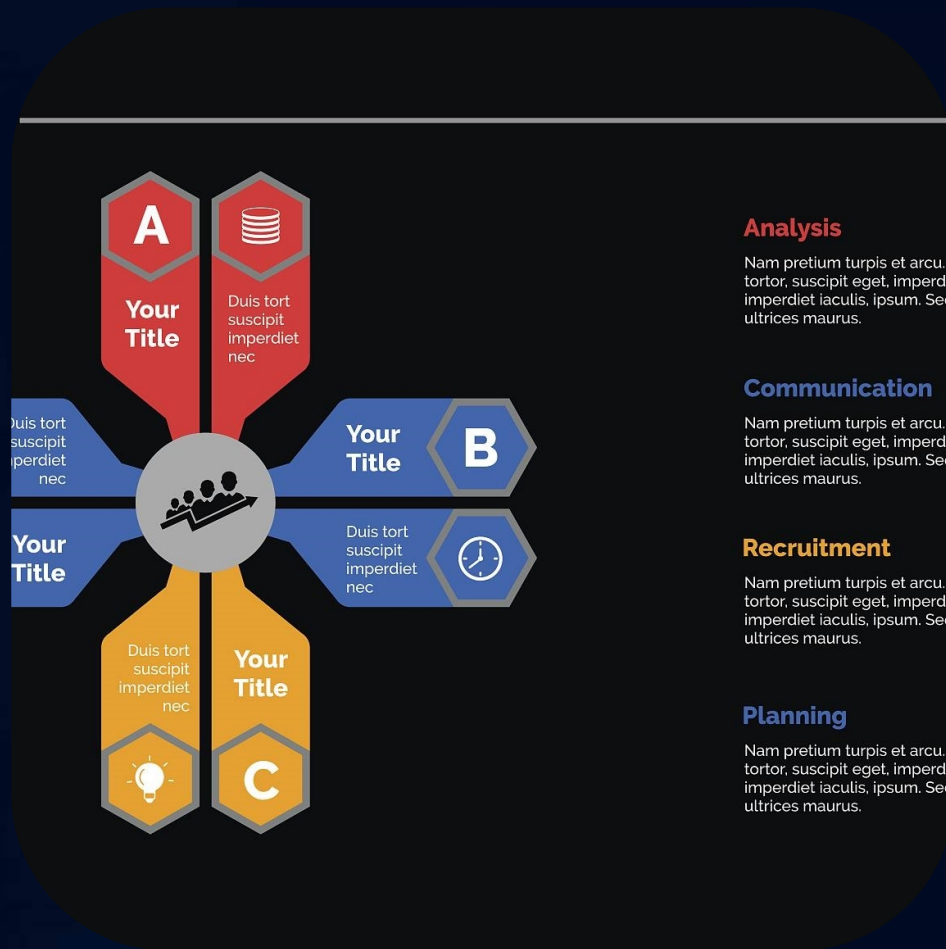 A
Your
Title
Duis tort
suscipit
imperdiet
nec
Duis tort
suscipit
nec
Your
Title
Your
Title
B
Duis tort
suscipit
imperdiet
nec
Duis tort
suscipit
imperdiet
nec
Your
Title
C
Analysis
Nam pretium turpis et arcu.
tortor, suscipit eget,
imperdiet iaculis, ipsum.
ultrices maurus.
Communication
Nam pretium turpis et arcu.
tortor, suscipit eget,
imperdiet iaculis, ipsum.
ultrices maurus.
Recruitment
Nam pretium turpis et arcu.
tortor, suscipit eget,
imperdiet iaculis, ipsum.
ultrices maurus.
Planning
Nam pretium turpis et arcu.
tortor, suscipit eget,
imperdiet iaculis, ipsum.
ultrices maurus.